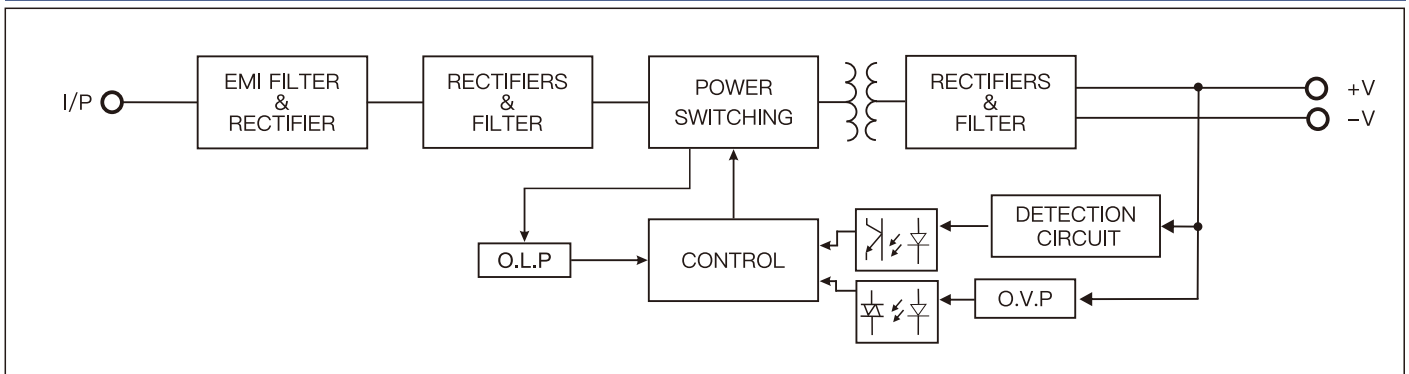 I/P
EMI FILTER
&
RECTIFIER
RECTIFIERS
&
FILTER
POWER
SWITCHING
RECTIFIERS
&
FILTER
+V
-V
O.L.P
CONTROL
DETECTION
CIRCUIT
O.V.P